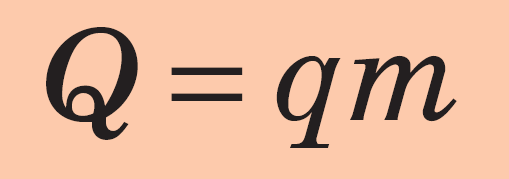 Q = qm